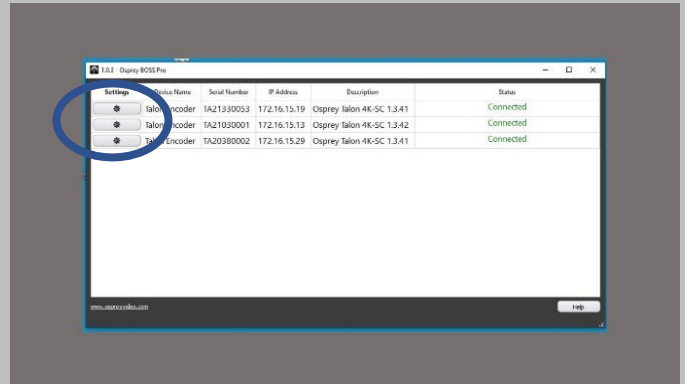 1.0.3 - Osprey BOSS Pro
Settings Device Name Serial Number IP Address Description Status
Talon Encoder TA21330053 172.16.15.19 Osprey Talon 4K-SC 1.3.41 Connected
Talon Encoder TA21030001 172.16.15.13 Osprey Talon 4K-SC 1.3.42 Connected
Talon Encoder TA20380002 172.16.15.29 Osprey Talon 4K-SC 1.3.41 Connected
www.ospreyvideo.com Help